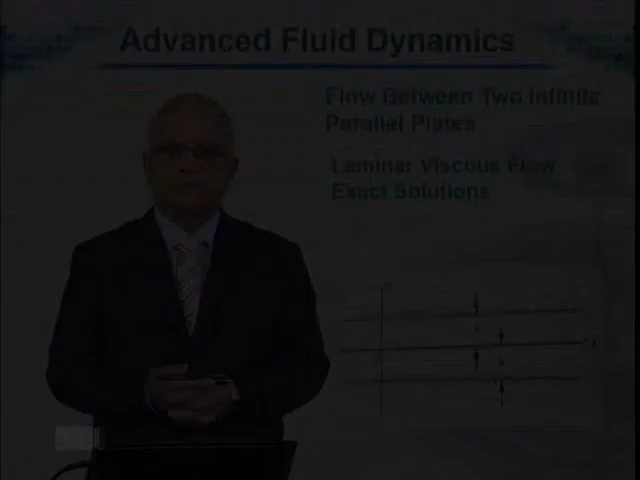 Advanced Fluid Dynamics
Flow Between Two Infinite
Parallel Plates
Laminar Viscous Flow
Exact Solutions